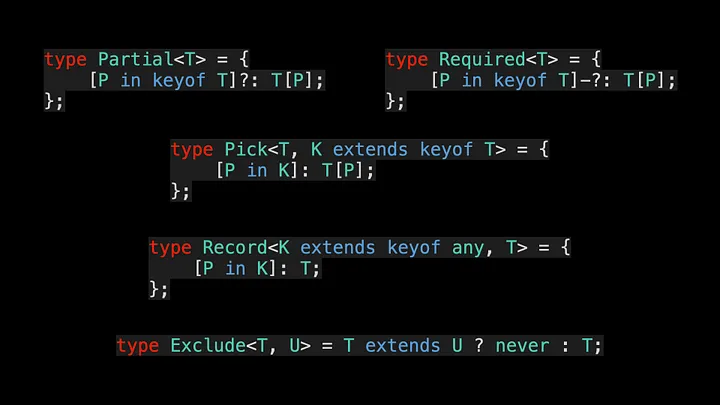 type Partial<T> = {
    [P in keyof T]?: T[P];
};
type Required<T> = {
    [P in keyof T]-?: T[P];
};
type Pick<T, K extends keyof T> = {
    [P in K]: T[P];
};
type Record<K extends keyof any, T> = {
    [P in K]: T;
};
type Exclude<T, U> = T extends U ? never : T;